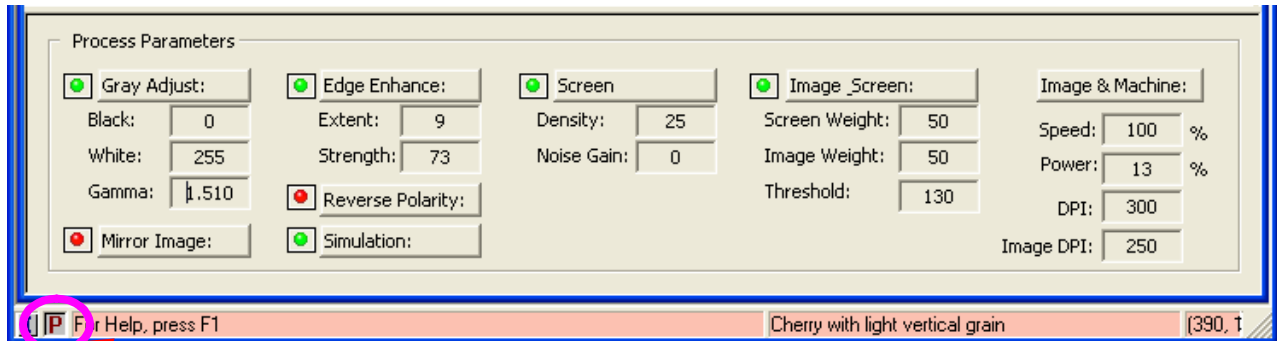 Process Parameters
Gray Adjust: Edge Enhance: Screen Image_Screen: Image & Machine:
Black: 0 Extent: 9 Density: 25 Screen Weight: 50 Speed: 100 %
White: 255 Strength: 73 Noise Gain: 0 Image Weight: 50 Power: 13 %
Gamma: 1.510 Reverse Polarity: Threshold: 130 DPI: 300
Mirror Image: Simulation: Image DPI: 250
P For Help, press F1 Cherry with light vertical grain (390,